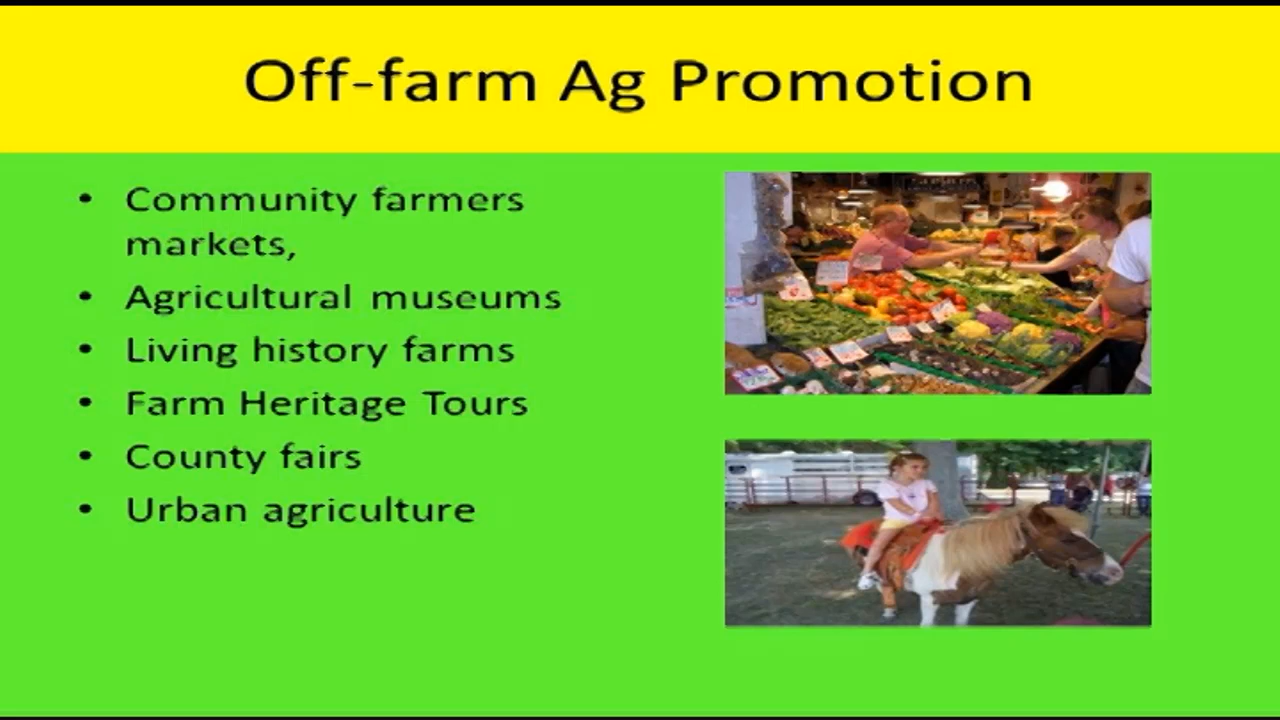 Off-farm Ag Promotion
• Community farmers
markets,
• Agricultural museums
• Living history farms
• Farm Heritage Tours
• County fairs
• Urban agriculture